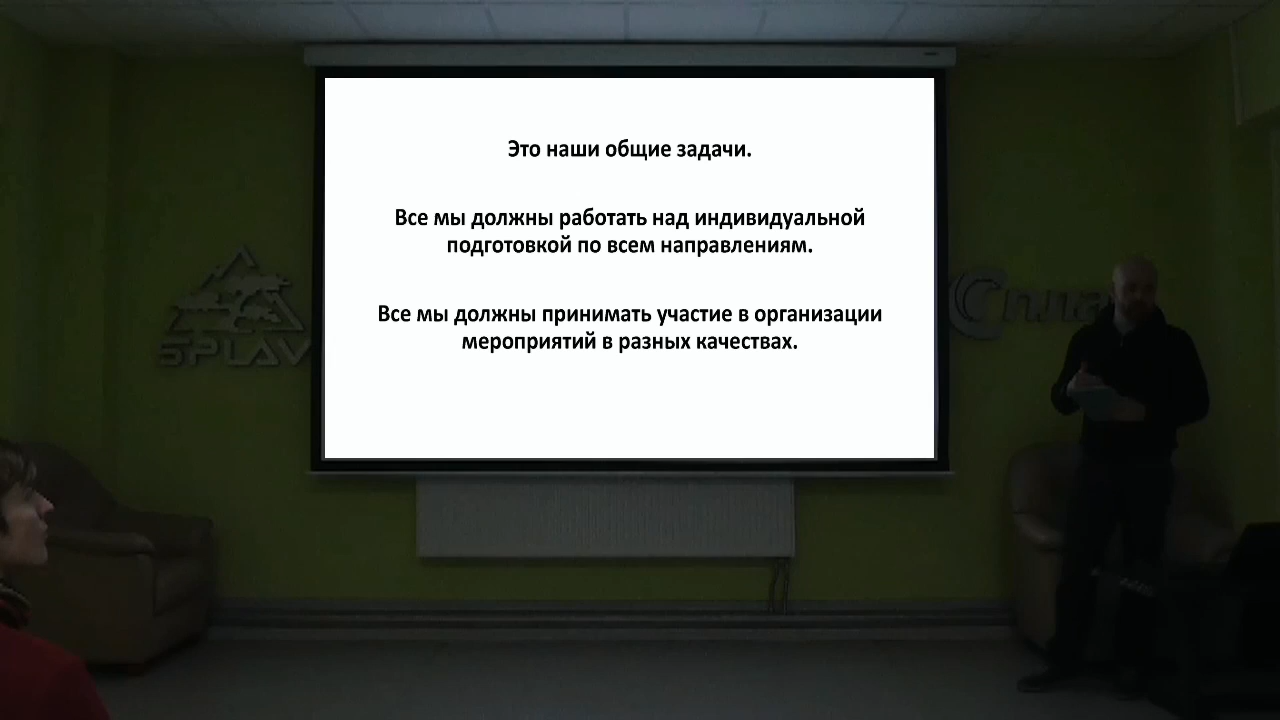 Это наши общие задачи.
Все мы должны работать над индивидуальной
подготовкой по всем направлениям.
Все мы должны принимать участие в организации
мероприятий в разных качествах.
SPLAV
Спла